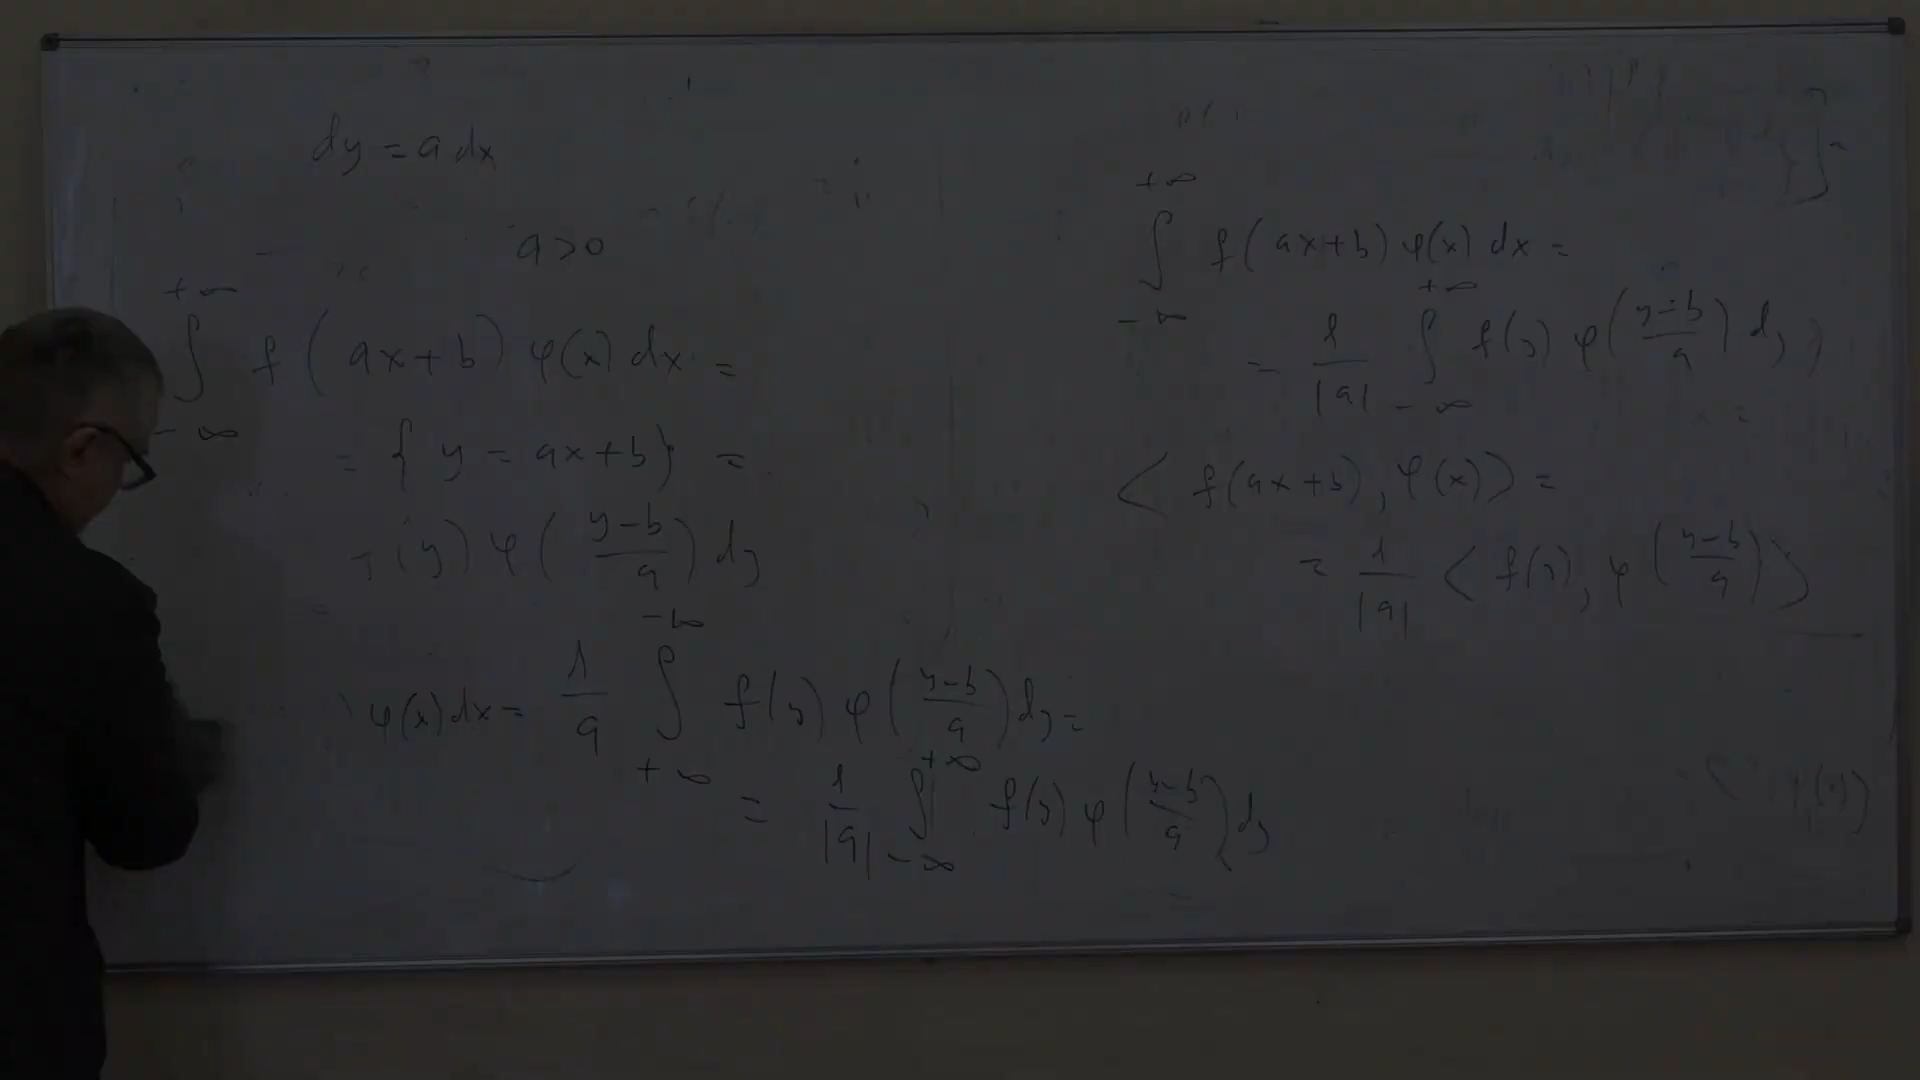 dy = a dx
a > 0
+∞
∫ f(ax+b) φ(x) dx =
-∞
= { y = ax+b } =
(y) φ((y-b)/a) dy
-∞
φ(x) dx = 1/a ∫ f(y) φ((y-b)/a) dy =
+∞
+∞
= 1/|a| ∫ f(y) φ((y-b)/a) dy
-∞
+∞
∫ f(ax+b) φ(x) dx =
-∞
+∞
= 1/|a| ∫ f(y) φ((y-b)/a) dy
-∞
< f(ax+b), φ(x) > =
= 1/|a| < f(y), φ((y-b)/a) >